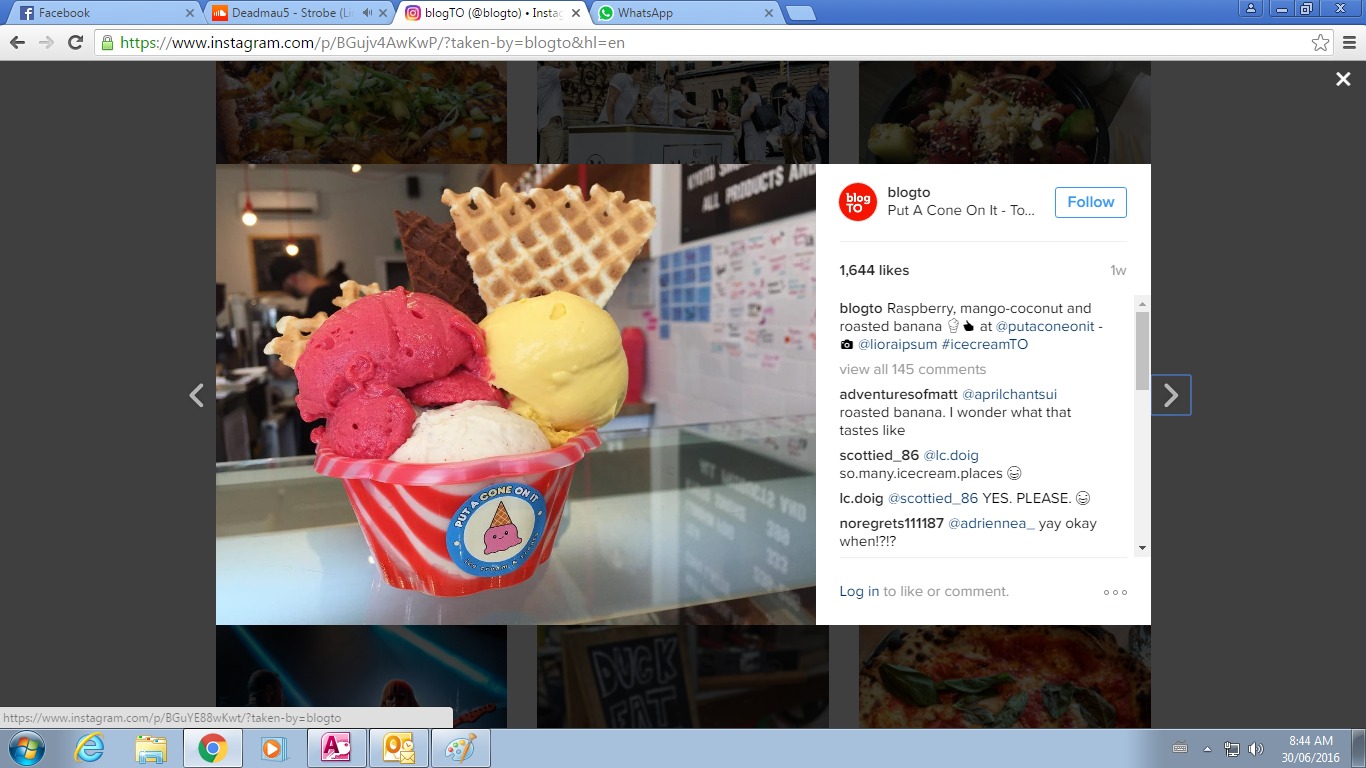 Facebook
Deadmau5 - Strobe (Li
blogTO (@blogto) • Insta
WhatsApp
https://www.instagram.com/p/BGujv4AwKwP/?taken-by=blogto&hl=en
ALL PRODUCTS AND
PUT A CONE ON IT
ice cream & treats
blog
TO
blogto
Put A Cone On It - To...
Follow
1,644 likes
1w
blogto Raspberry, mango-coconut and
roasted banana 🍦👍 at @putaconeonit -
📷 @lioraipsum #icecreamTO
view all 145 comments
adventuresofmatt @aprilchantsui
roasted banana. I wonder what that
tastes like
scottied_86 @lc.doig
so.many.icecream.places 😂
lc.doig @scottied_86 YES. PLEASE. 😂
noregrets111187 @adriennea_ yay okay
when!?!?
Log in to like or comment.
DUCK
FAT
https://www.instagram.com/p/BGuYE88wKwt/?taken-by=blogto
8:44 AM
30/06/2016